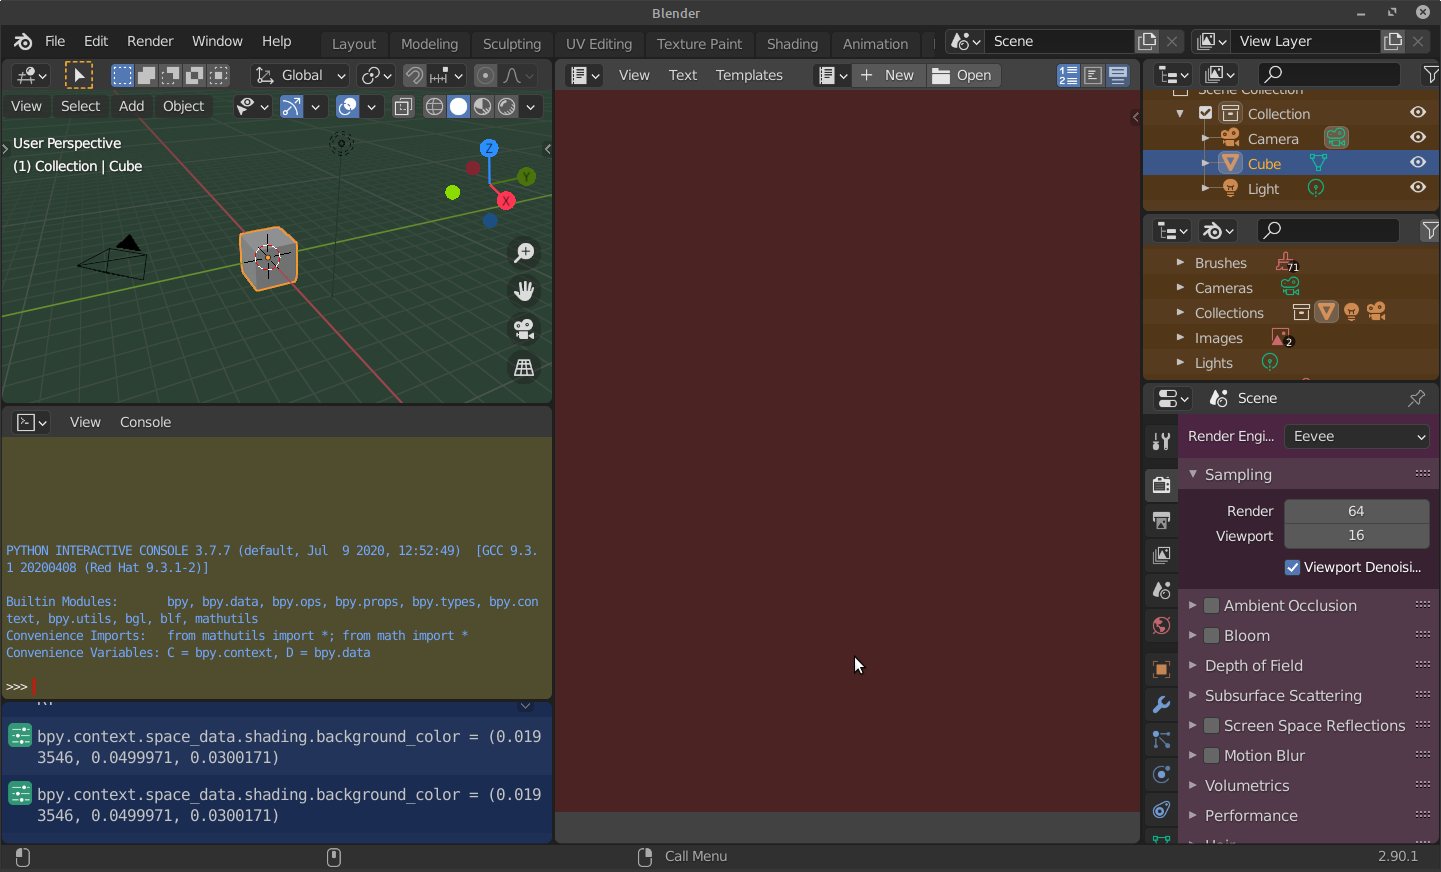 Blender
File Edit Render Window Help
Layout Modeling Sculpting UV Editing Texture Paint Shading Animation
Scene
View Layer
Global
View Text Templates
New Open
View Select Add Object
User Perspective
(1) Collection | Cube
Z
Y
X
Scene Collection
Collection
Camera
Cube
Light
Brushes 71
Cameras
Collections
Images 2
Lights
View Console
PYTHON INTERACTIVE CONSOLE 3.7.7 (default, Jul  9 2020, 12:52:49)  [GCC 9.3.
1 20200408 (Red Hat 9.3.1-2)]
Builtin Modules:       bpy, bpy.data, bpy.ops, bpy.props, bpy.types, bpy.con
text, bpy.utils, bgl, blf, mathutils
Convenience Imports:   from mathutils import *; from math import *
Convenience Variables: C = bpy.context, D = bpy.data
>>>
bpy.context.space_data.shading.background_color = (0.019
3546, 0.0499971, 0.0300171)
bpy.context.space_data.shading.background_color = (0.019
3546, 0.0499971, 0.0300171)
Scene
Render Engi... Eevee
Sampling
Render 64
Viewport 16
Viewport Denoisi...
Ambient Occlusion
Bloom
Depth of Field
Subsurface Scattering
Screen Space Reflections
Motion Blur
Volumetrics
Performance
Call Menu
2.90.1